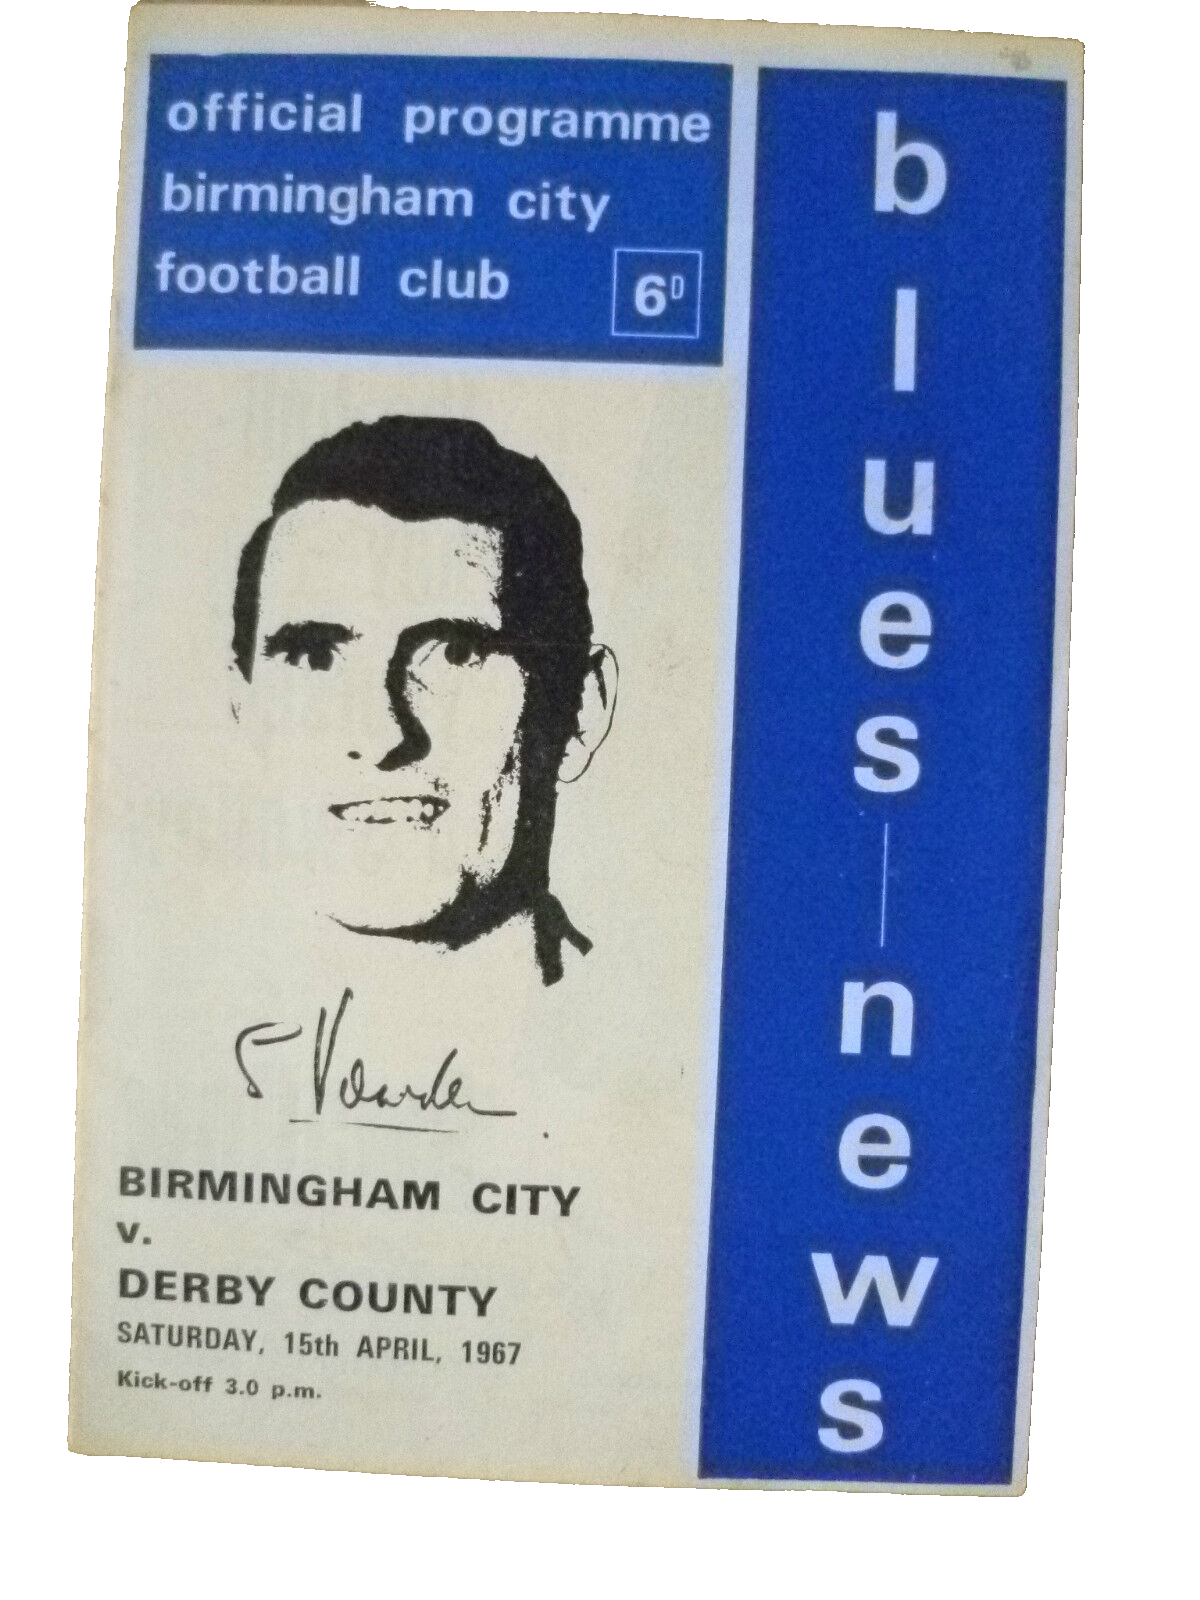 official programme
birmingham city
football club
6D
blues-news
BIRMINGHAM CITY
v.
DERBY COUNTY
SATURDAY, 15th APRIL, 1967
Kick-off 3.0 p.m.